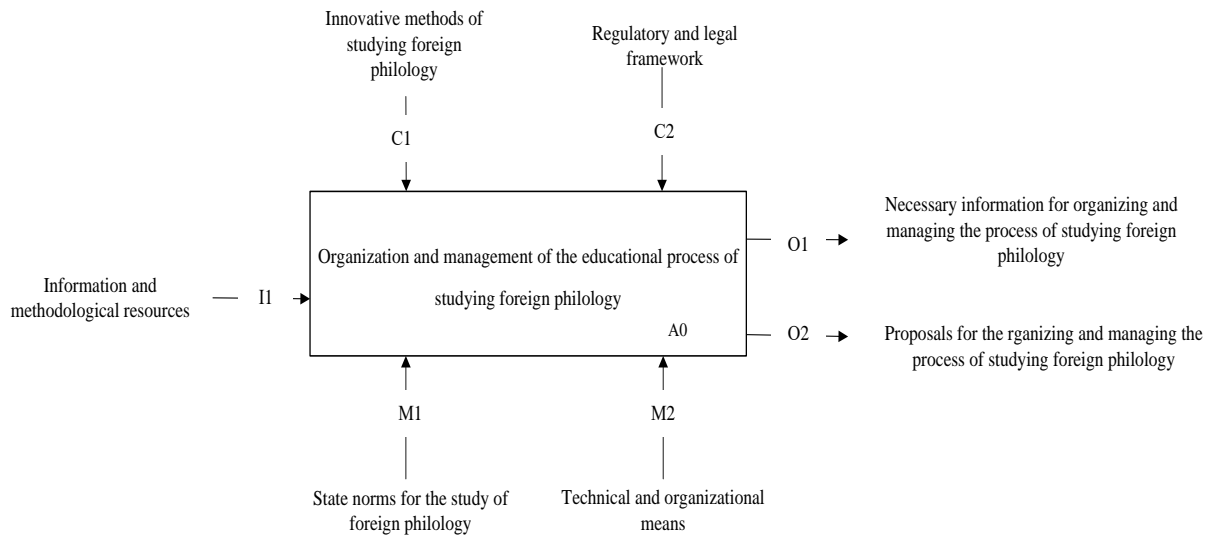 Innovative methods of
studying foreign
philology
Regulatory and legal
framework
C1
C2
Necessary information for organizing and
managing the process of studying foreign
philology
O1
Organization and management of the educational process of
studying foreign philology
A0
Information and
methodological resources
I1
O2
Proposals for the rganizing and managing the
process of studying foreign philology
M1
M2
State norms for the study of
foreign philology
Technical and organizational
means